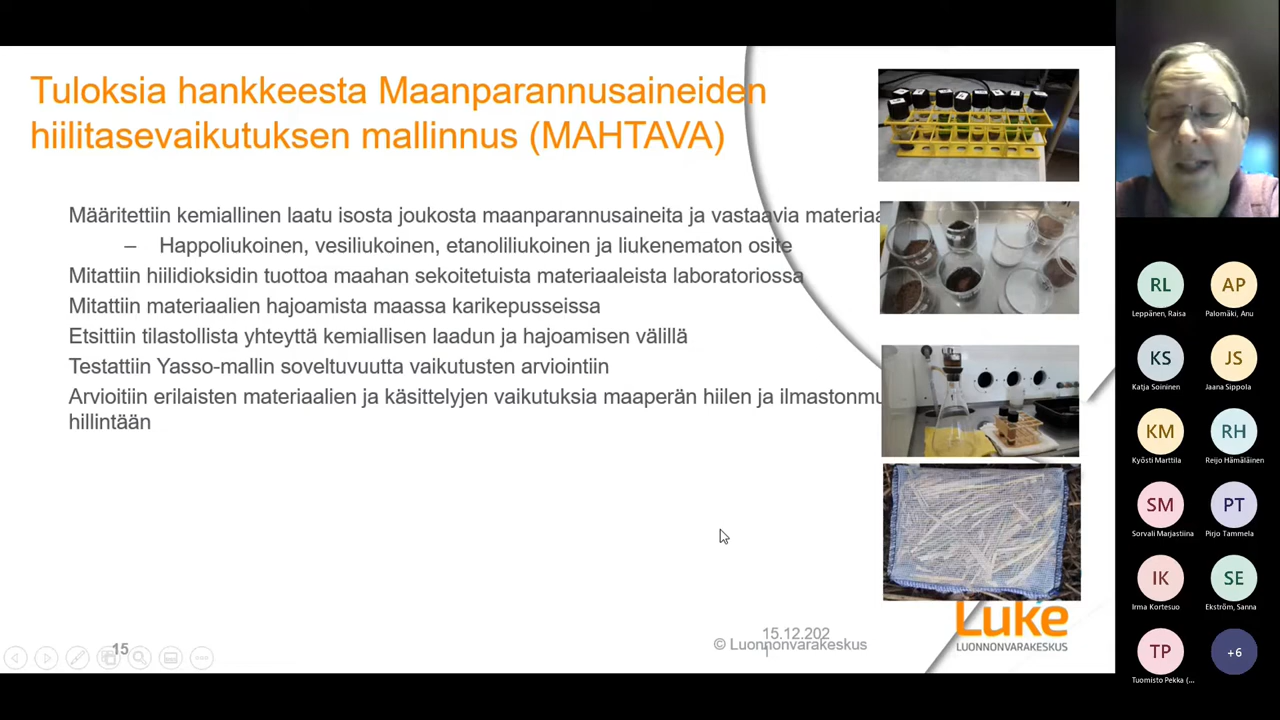 Tuloksia hankkeesta Maanparannusaineiden
hiilitasevaikutuksen mallinnus (MAHTAVA)
Määritettiin kemiallinen laatu isosta joukosta maanparannusaineita ja vastaavia materiaa
– Happoliukoinen, vesiliukoinen, etanoliliukoinen ja liukenematon osite
Mitattiin hiilidioksidin tuottoa maahan sekoitetuista materiaaleista laboratoriossa
Mitattiin materiaalien hajoamista maassa karikepusseissa
Etsittiin tilastollista yhteyttä kemiallisen laadun ja hajoamisen välillä
Testattiin Yasso-mallin soveltuvuutta vaikutusten arviointiin
Arvioitiin erilaisten materiaalien ja käsittelyjen vaikutuksia maaperän hiilen ja ilmastonmu
hillintään
15
15.12.202
1
© Luonnonvarakeskus
Luke
LUONNONVARAKESKUS
RL
Leppänen, Raisa
AP
Palomäki, Anu
KS
Katja Soininen
JS
Jaana Sippola
KM
Kyösti Marttila
RH
Reijo Hämäläinen
SM
Sorvali Marjastiina
PT
Pirjo Tammela
IK
Irma Kortesuo
SE
Ekström, Sanna
TP
Tuomisto Pekka (...
+6